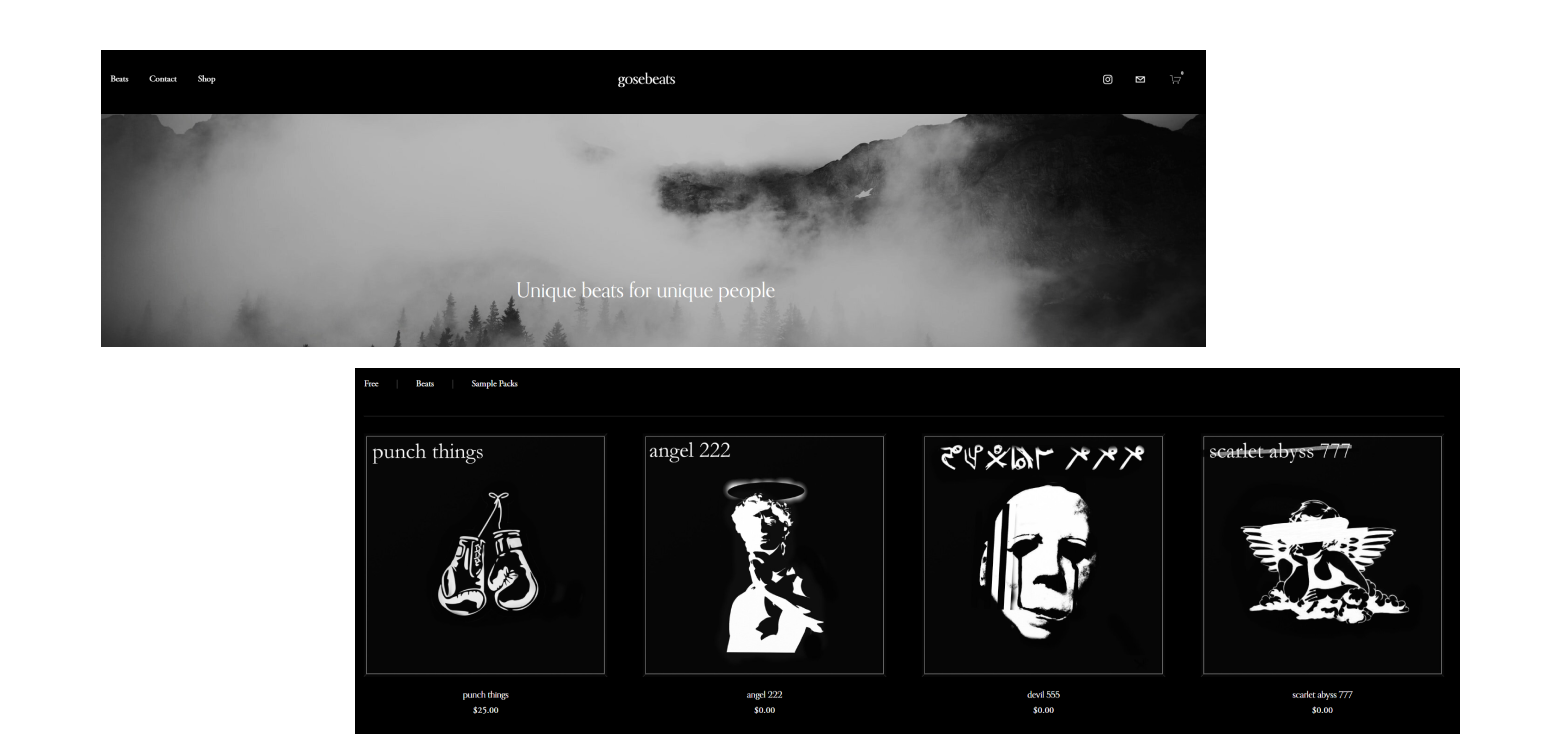 Beats Contact Shop
gosebeats
0
Unique beats for unique people
Free | Beats | Sample Packs
punch things
angel 222
scarlet abyss 777
punch things
$25.00
angel 222
$0.00
devil 555
$0.00
scarlet abyss 777
$0.00